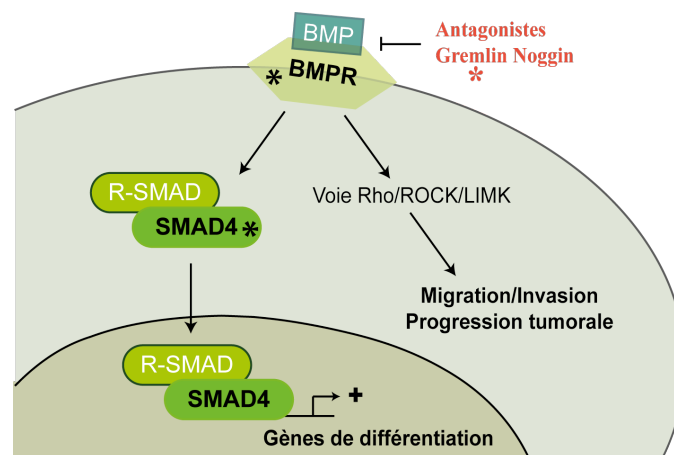 BMP
Antagonistes
Gremlin Noggin
*
* BMPR
R-SMAD
SMAD4*
Voie Rho/ROCK/LIMK
Migration/Invasion
Progression tumorale
R-SMAD
SMAD4
+
Gènes de différentiation